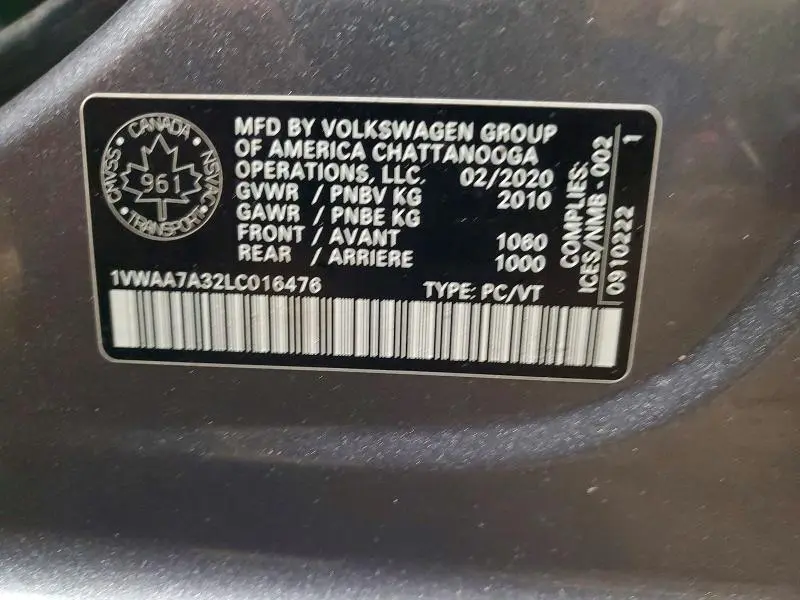 CANADA
CMVSS
NSVAC
961
TRANSPORT
MFD BY VOLKSWAGEN GROUP
OF AMERICA CHATTANOOGA
OPERATIONS, LLC. 02/2020
GVWR / PNBV KG 2010
GAWR / PNBE KG
FRONT / AVANT 1060
REAR / ARRIERE 1000
1VWAA7A32LC016476 TYPE: PC/VT
COMPLIES:
ICES/NMB-002
0910222 1